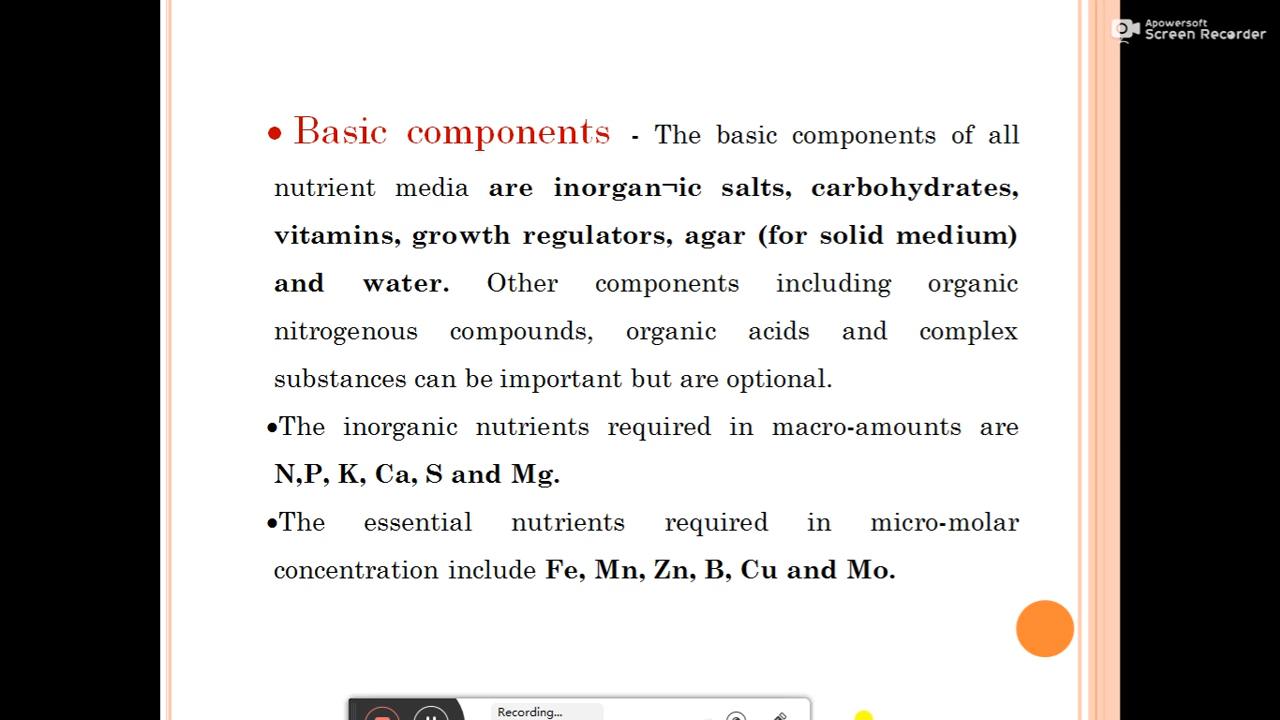 Apowersoft
Screen Recorder
• Basic components - The basic components of all
nutrient media are inorgan¬ic salts, carbohydrates,
vitamins, growth regulators, agar (for solid medium)
and water. Other components including organic
nitrogenous compounds, organic acids and complex
substances can be important but are optional.
•The inorganic nutrients required in macro-amounts are
N,P, K, Ca, S and Mg.
•The essential nutrients required in micro-molar
concentration include Fe, Mn, Zn, B, Cu and Mo.
Recording...